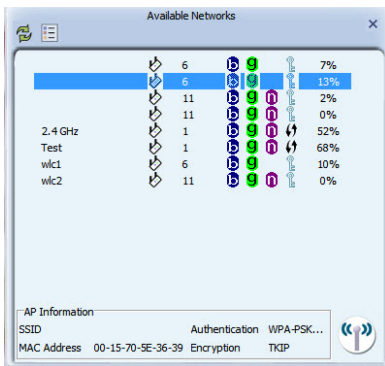 Available Networks
6 b g 7%
6 b g 13%
11 b g n 2%
11 b g n 0%
2.4 GHz 1 b g n 52%
Test 1 b g n 68%
wlc1 6 b g 10%
wlc2 11 b g n 0%
AP Information
SSID Authentication WPA-PSK...
MAC Address 00-15-70-5E-36-39 Encryption TKIP